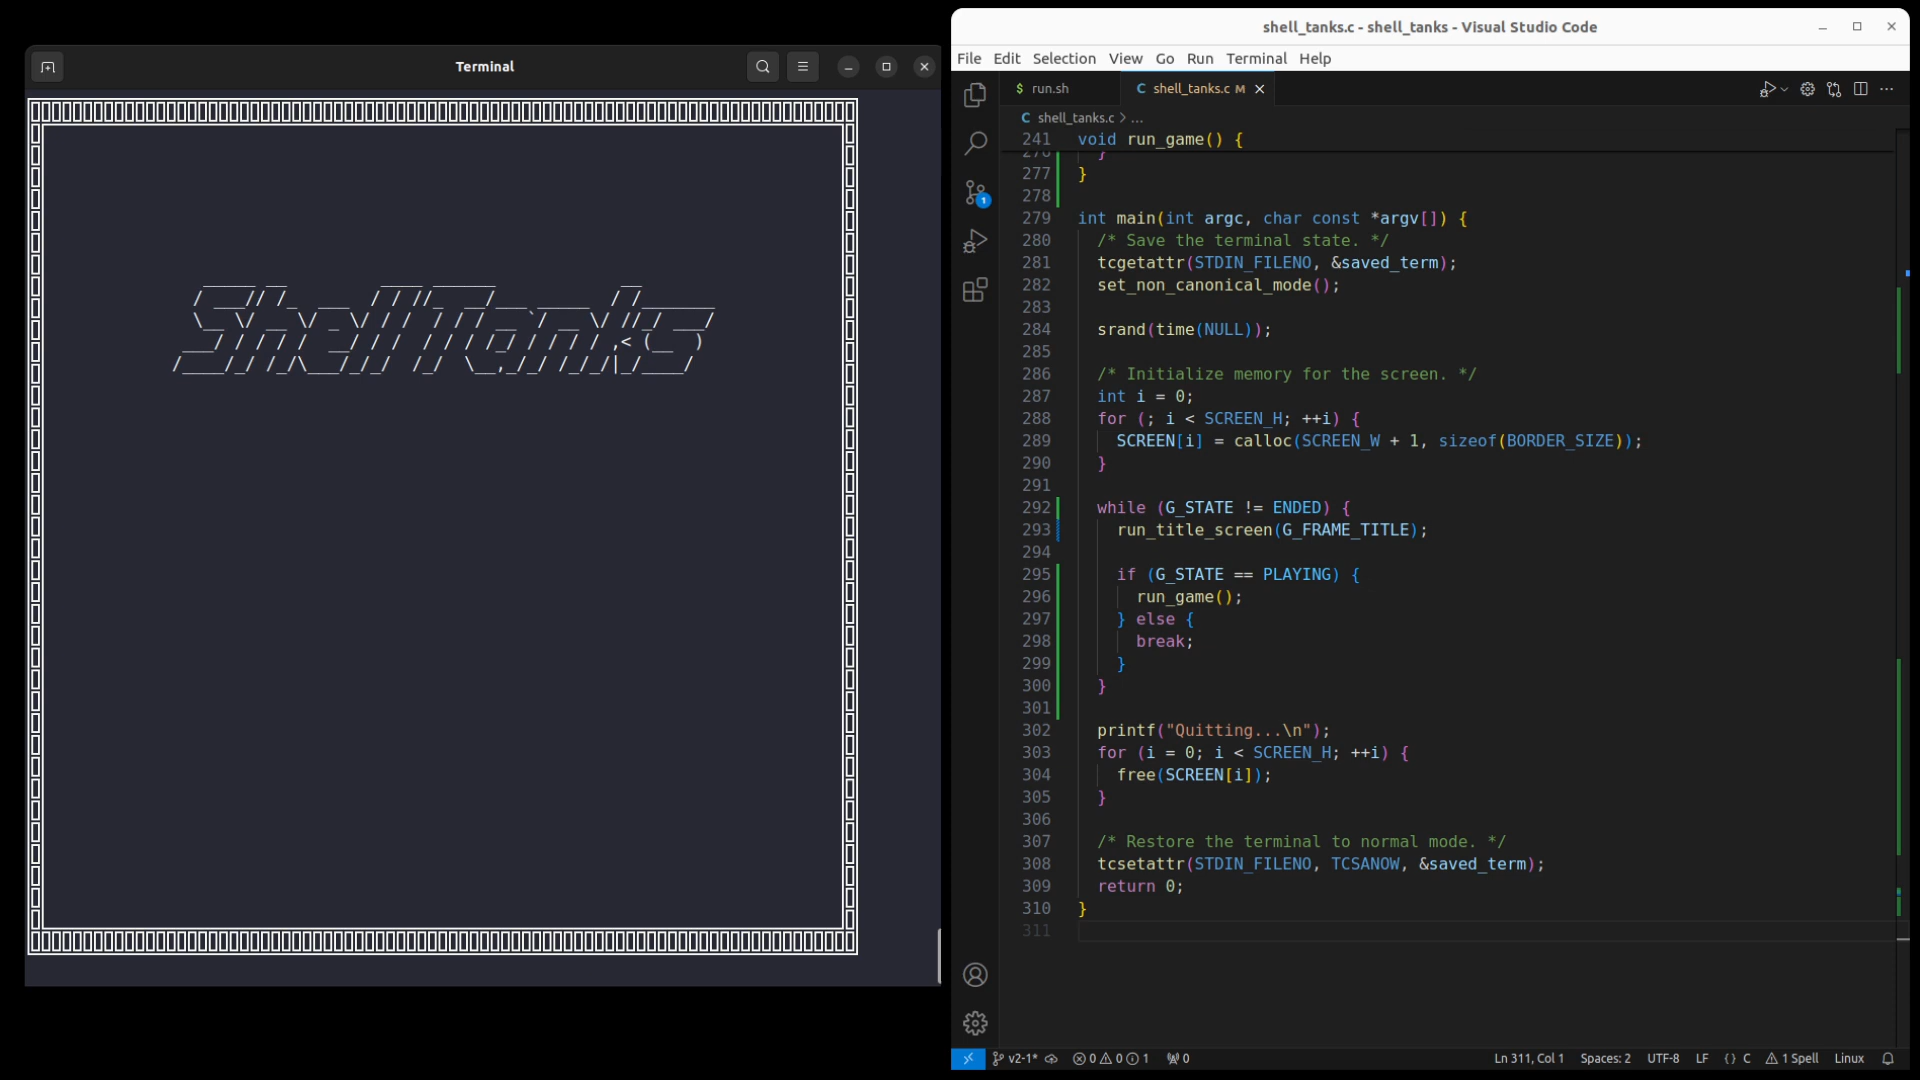 Terminal
ShellTanks
shell_tanks.c - shell_tanks - Visual Studio Code
File Edit Selection View Go Run Terminal Help
$ run.sh
C shell_tanks.c M
C shell_tanks.c > ...
241 void run_game() {
276 }
277 }
278
279 int main(int argc, char const *argv[]) {
280 /* Save the terminal state. */
281 tcgetattr(STDIN_FILENO, &saved_term);
282 set_non_canonical_mode();
283
284 srand(time(NULL));
285
286 /* Initialize memory for the screen. */
287 int i = 0;
288 for (; i < SCREEN_H; ++i) {
289 SCREEN[i] = calloc(SCREEN_W + 1, sizeof(BORDER_SIZE));
290 }
291
292 while (G_STATE != ENDED) {
293 run_title_screen(G_FRAME_TITLE);
294
295 if (G_STATE == PLAYING) {
296 run_game();
297 } else {
298 break;
299 }
300 }
301
302 printf("Quitting...\n");
303 for (i = 0; i < SCREEN_H; ++i) {
304 free(SCREEN[i]);
305 }
306
307 /* Restore the terminal to normal mode. */
308 tcsetattr(STDIN_FILENO, TCSANOW, &saved_term);
309 return 0;
310 }
311
1
v2-1* 0 0 1 0 Ln 311, Col 1 Spaces: 2 UTF-8 LF {} C 1 Spell Linux